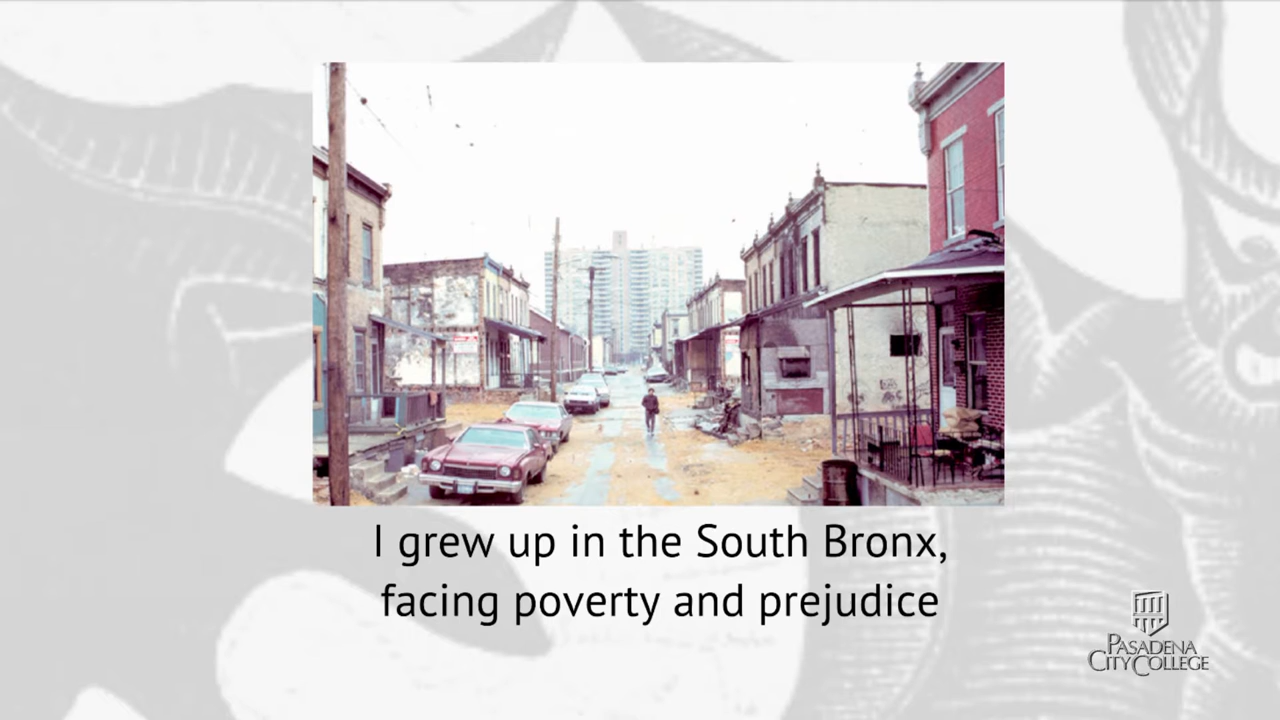 I grew up in the South Bronx,
facing poverty and prejudice
PASADENA
CITY COLLEGE